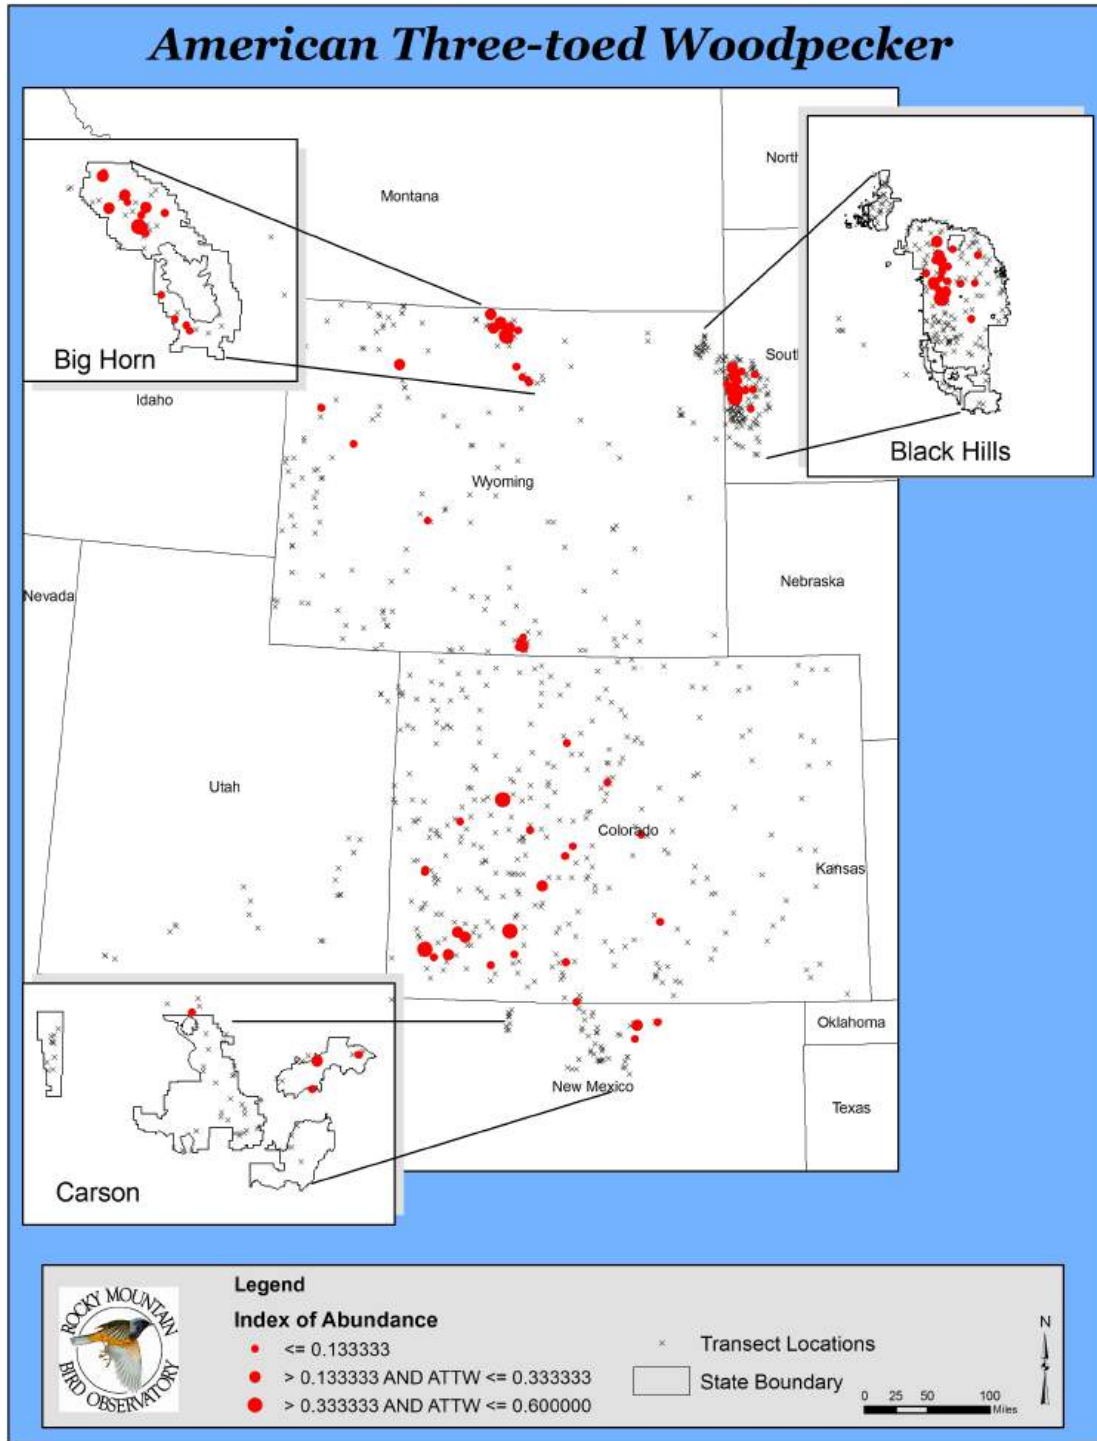 American Three-toed Woodpecker
North
Montana
Big Horn
Idaho
South
Black Hills
Wyoming
Nevada
Nebraska
Utah
Colorado
Kansas
Oklahoma
New Mexico
Texas
Carson
ROCKY MOUNTAIN
BIRD OBSERVATORY
Legend
Index of Abundance
<= 0.133333
> 0.133333 AND ATTW <= 0.333333
> 0.333333 AND ATTW <= 0.600000
Transect Locations
State Boundary
N
0 25 50 100
Miles